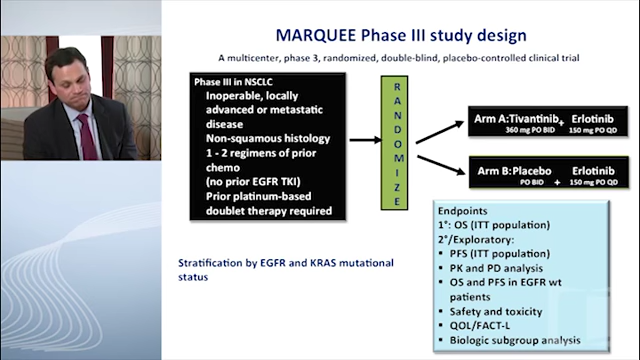 MARQUEE Phase III study design
A multicenter, phase 3, randomized, double-blind, placebo-controlled clinical trial
Phase III in NSCLC
Inoperable, locally
advanced or metastatic
disease
Non-squamous histology
1 - 2 regimens of prior
chemo
(no prior EGFR TKI)
Prior platinum-based
doublet therapy required
RANDOMIZE
Arm A:Tivantinib + Erlotinib
360 mg PO BID 150 mg PO QD
Arm B:Placebo Erlotinib
PO BID + 150 mg PO QD
Stratification by EGFR and KRAS mutational
status
Endpoints
1°: OS (ITT population)
2°/Exploratory:
▪ PFS (ITT population)
▪ PK and PD analysis
▪ OS and PFS in EGFR wt
patients
▪ Safety and toxicity
▪ QOL/FACT-L
▪ Biologic subgroup analysis